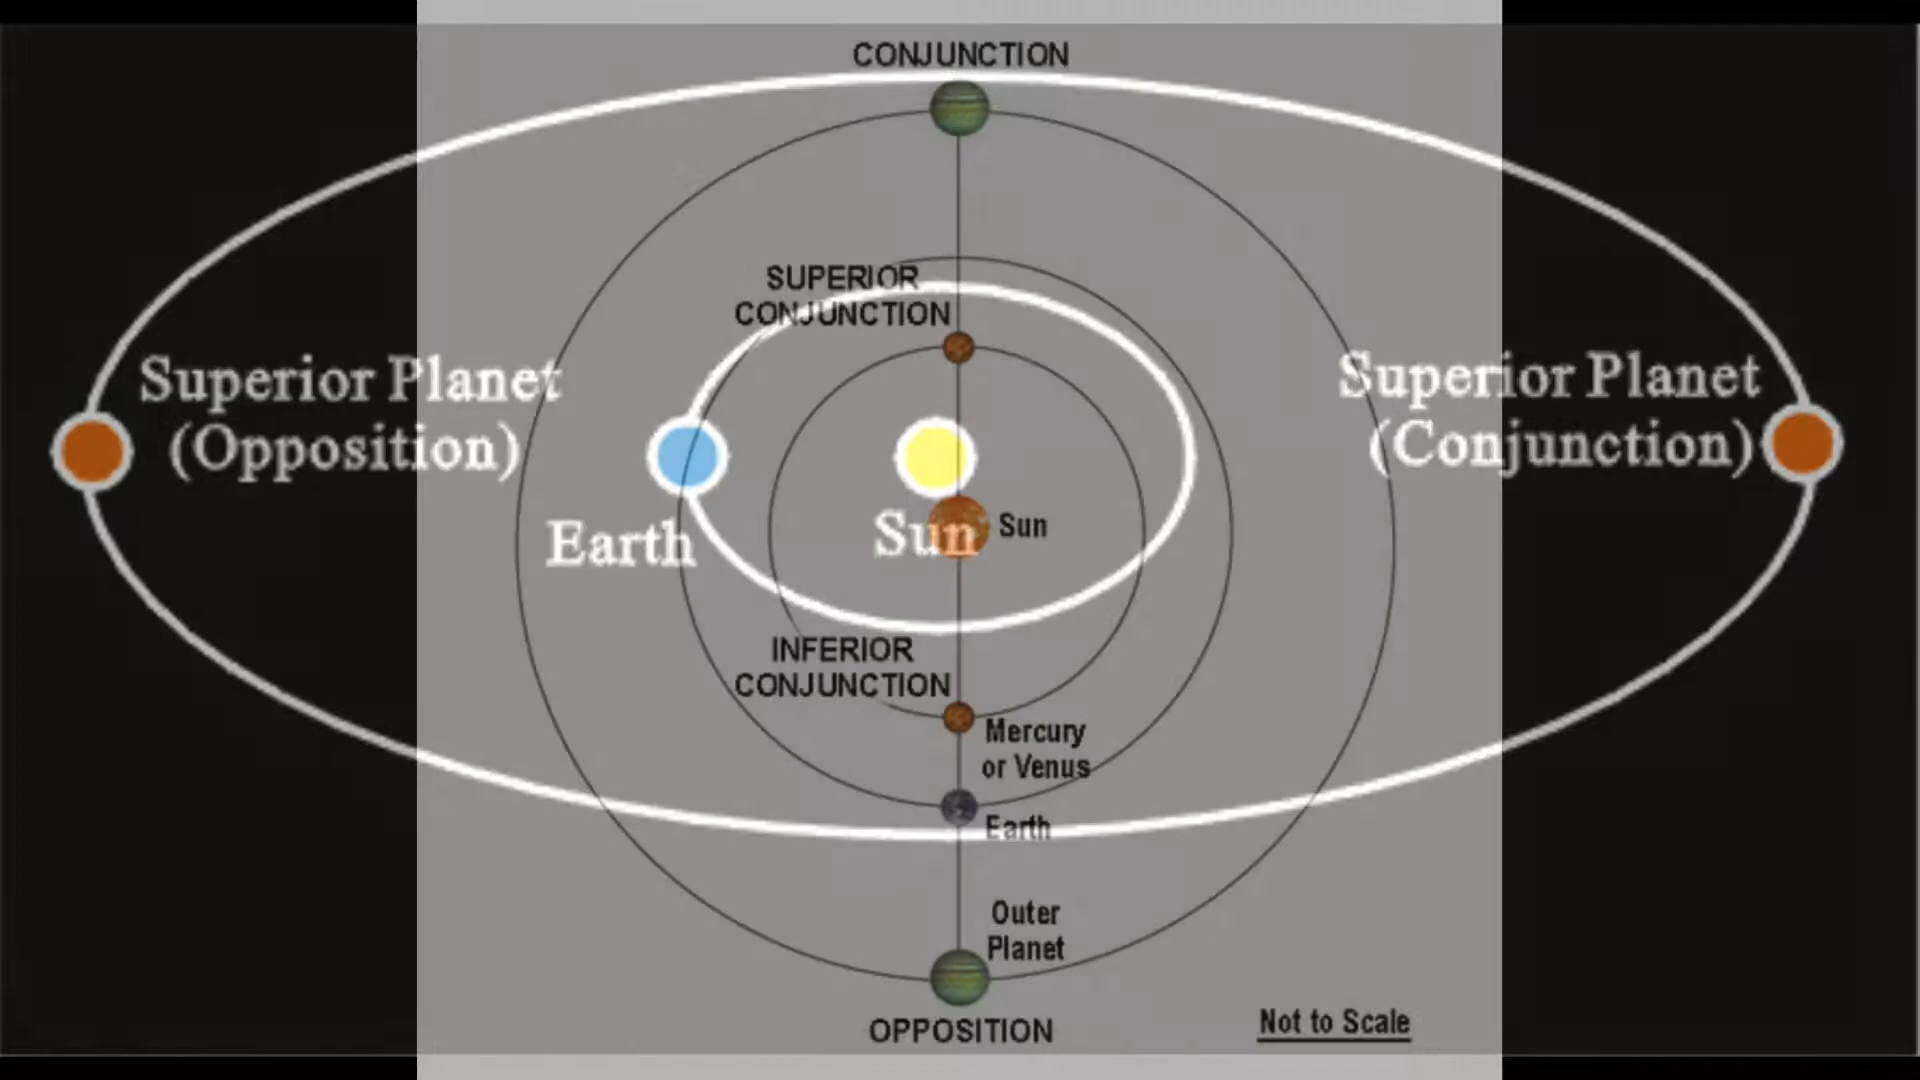 CONJUNCTION
SUPERIOR
CONJUNCTION
Superior Planet
(Opposition)
Superior Planet
(Conjunction)
Earth
Sun
Sun
INFERIOR
CONJUNCTION
Mercury
or Venus
Earth
Outer
Planet
OPPOSITION
Not to Scale